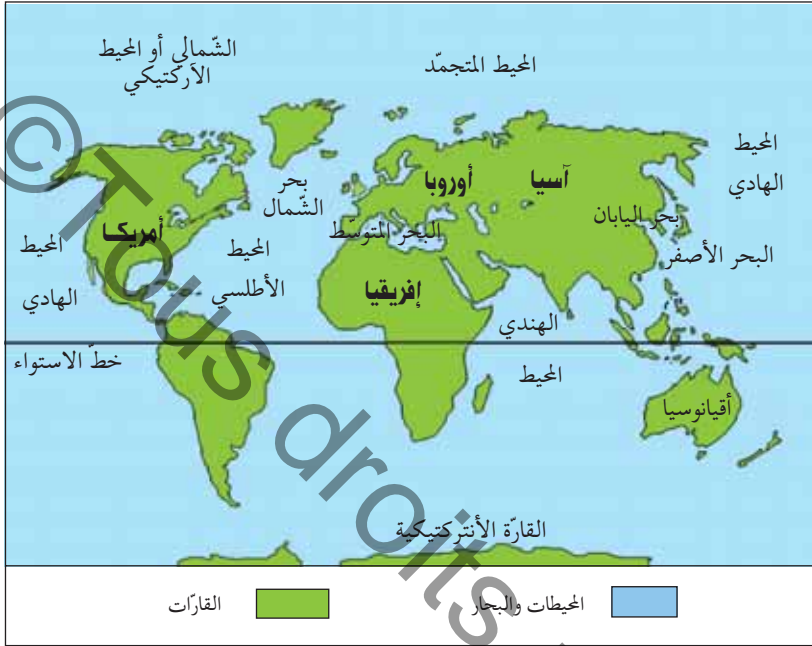 الشّمالي أو المحيط
الآركتيكي
المحيط المتجمّد
المحيط
الهادي
آسيا
أوروبا
بحر
الشّمال
أمريكا
بحر اليابان
البحر المتوسّط
البحر الأصفر
المحيط
الأطلسي
المحيط
الهادي
إفريقيا
الهندي
المحيط
خطّ الاستواء
أقيانوسيا
القارّة الأنتركتيكية
المحيطات والبحار
القارّات
© Tous droits